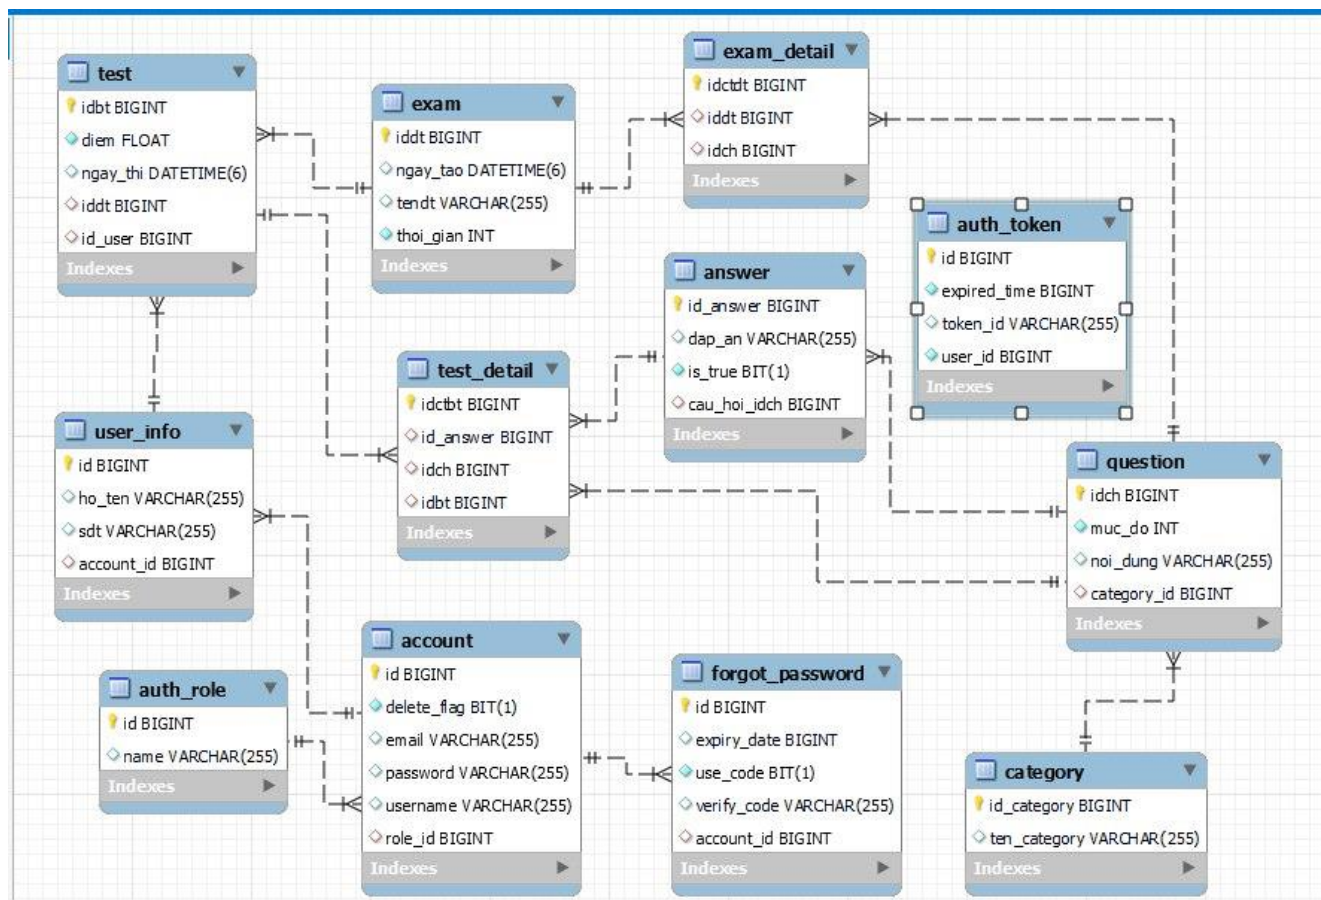 test
idbt BIGINT
diem FLOAT
ngay_thi DATETIME(6)
iddt BIGINT
id_user BIGINT
Indexes
exam
iddt BIGINT
ngay_tao DATETIME(6)
tendt VARCHAR(255)
thoi_gian INT
Indexes
exam_detail
idctdt BIGINT
iddt BIGINT
idch BIGINT
Indexes
auth_token
id BIGINT
expired_time BIGINT
token_id VARCHAR(255)
user_id BIGINT
Indexes
answer
id_answer BIGINT
dap_an VARCHAR(255)
is_true BIT(1)
cau_hoi_idch BIGINT
Indexes
test_detail
idctbt BIGINT
id_answer BIGINT
idch BIGINT
idbt BIGINT
Indexes
user_info
id BIGINT
ho_ten VARCHAR(255)
sdt VARCHAR(255)
account_id BIGINT
Indexes
question
idch BIGINT
muc_do INT
noi_dung VARCHAR(255)
category_id BIGINT
Indexes
auth_role
id BIGINT
name VARCHAR(255)
Indexes
account
id BIGINT
delete_flag BIT(1)
email VARCHAR(255)
password VARCHAR(255)
username VARCHAR(255)
role_id BIGINT
Indexes
forgot_password
id BIGINT
expiry_date BIGINT
use_code BIT(1)
verify_code VARCHAR(255)
account_id BIGINT
Indexes
category
id_category BIGINT
ten_category VARCHAR(255)
Indexes